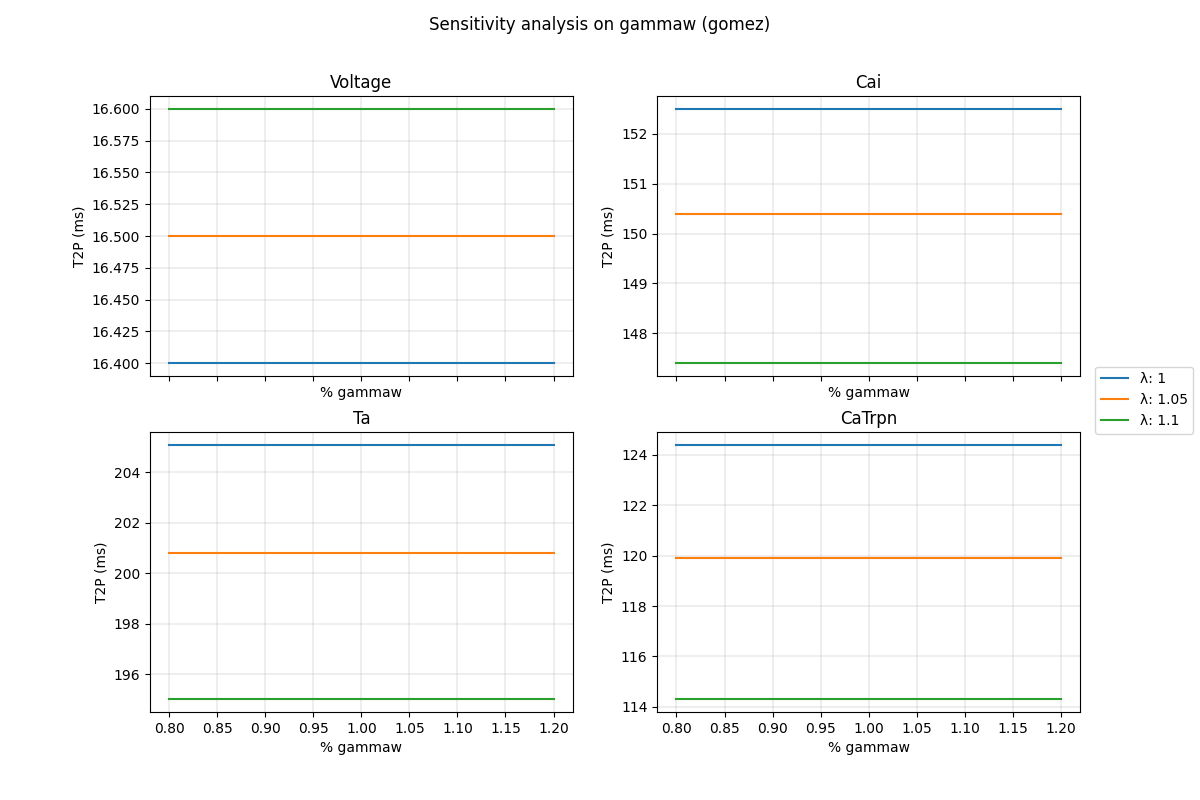 Sensitivity analysis on gammaw (gomez)
Voltage
T2P (ms)
16.600
16.575
16.550
16.525
16.500
16.475
16.450
16.425
16.400
% gammaw
Cai
T2P (ms)
152
151
150
149
148
% gammaw
λ: 1
λ: 1.05
λ: 1.1
Ta
T2P (ms)
204
202
200
198
196
0.80 0.85 0.90 0.95 1.00 1.05 1.10 1.15 1.20
% gammaw
CaTrpn
T2P (ms)
124
122
120
118
116
114
0.80 0.85 0.90 0.95 1.00 1.05 1.10 1.15 1.20
% gammaw